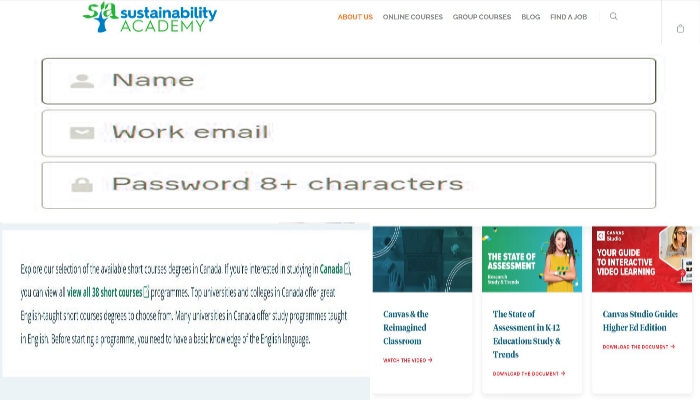 sustainability
ACADEMY
ABOUT US ONLINE COURSES GROUP COURSES BLOG FIND A JOB
Name
Work email
Password 8+ characters
Explore our selection of the available short courses degrees in Canada. If you're interested in studying in Canada,
you can view all view all 38 short courses programmes. Top universities and colleges in Canada offer great
English-taught short courses degrees to choose from. Many universities in Canada offer study programmes taught
in English. Before starting a programme, you need to have a basic knowledge of the English language.
Canvas & the
Reimagined
Classroom
WATCH THE VIDEO
THE STATE OF
ASSESSMENT
Research
Study & Trends
The State of
Assessment in K-12
Education: Study &
Trends
DOWNLOAD THE DOCUMENT
CANVAS
Studio
YOUR GUIDE
TO INTERACTIVE
VIDEO LEARNING
Canvas Studio Guide:
Higher Ed Edition
DOWNLOAD THE DOCUMENT